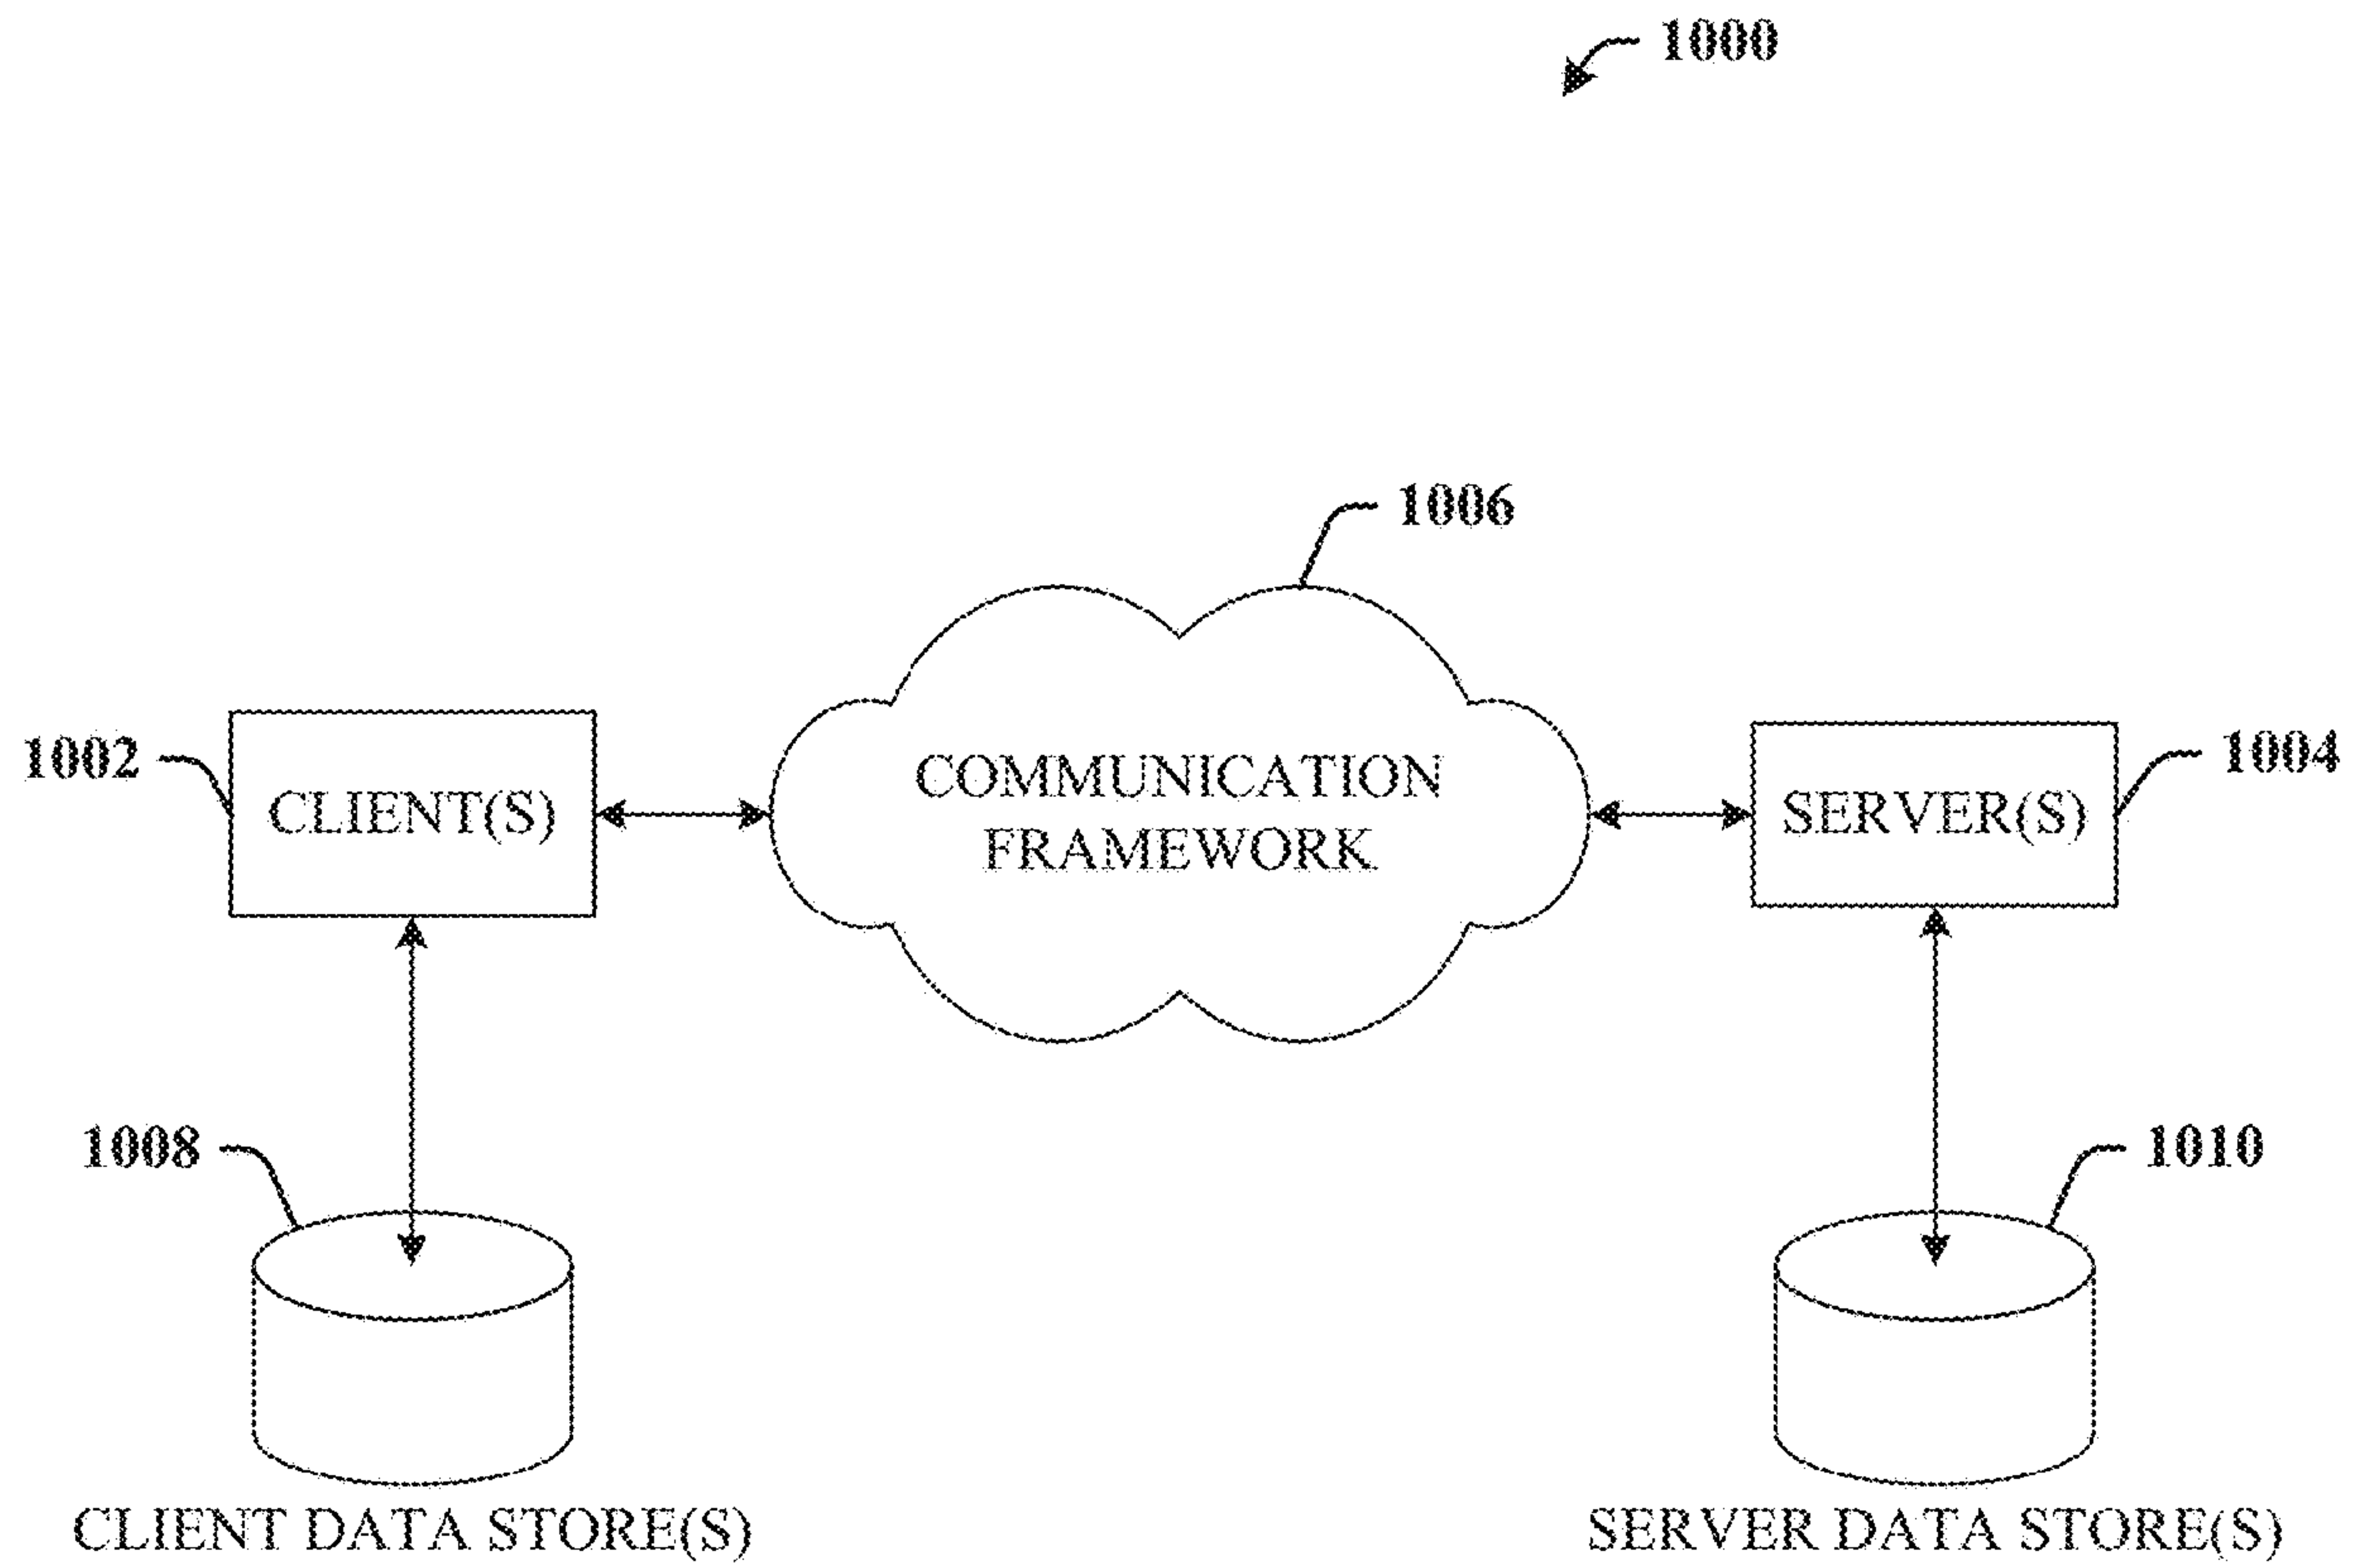 1000
1006
1002
CLIENT(S)
COMMUNICATION
FRAMEWORK
SERVER(S)
1004
1008
1010
CLIENT DATA STORE(S)
SERVER DATA STORE(S)